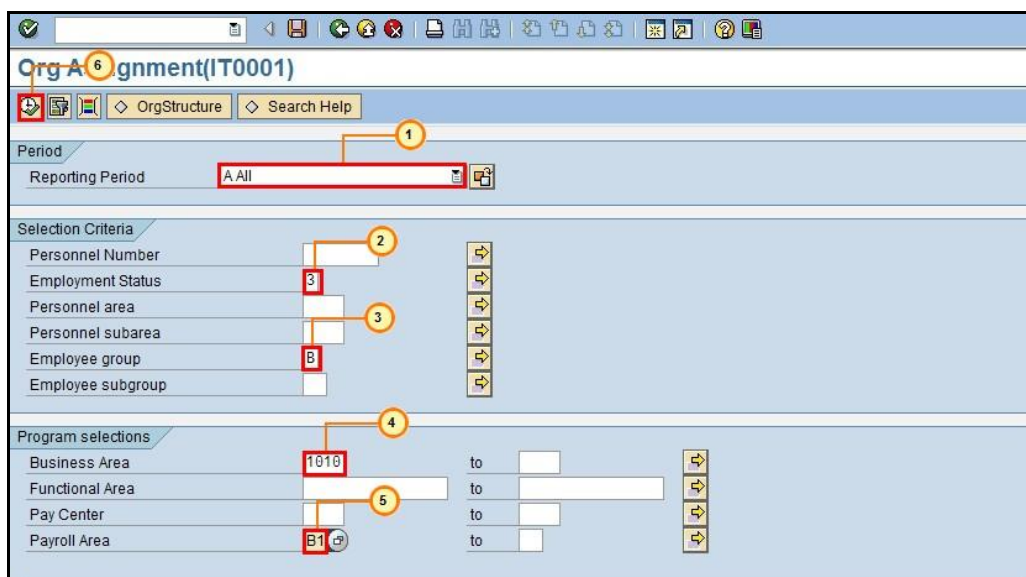 6
Org A gnment(IT0001)
OrgStructure Search Help
1
Period
Reporting Period A All
Selection Criteria
2
Personnel Number
Employment Status 3
Personnel area
3
Personnel subarea
Employee group B
Employee subgroup
4
Program selections
Business Area 1010 to
Functional Area to
5
Pay Center to
Payroll Area B1 to